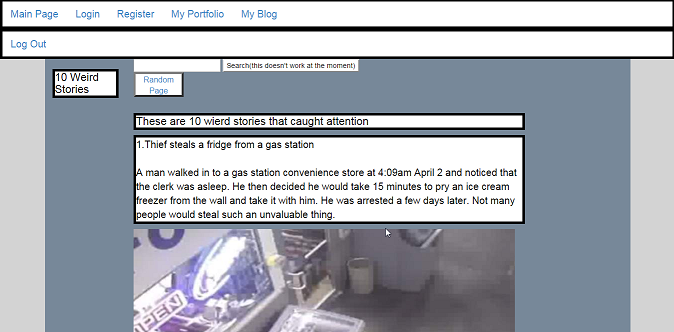 Main Page Login Register My Portfolio My Blog
Log Out
Search(this doesn't work at the moment)
10 Weird
Stories
Random
Page
These are 10 wierd stories that caught attention
1.Thief steals a fridge from a gas station
A man walked in to a gas station convenience store at 4:09am April 2 and noticed that
the clerk was asleep. He then decided he would take 15 minutes to pry an ice cream
freezer from the wall and take it with him. He was arrested a few days later. Not many
people would steal such an unvaluable thing.